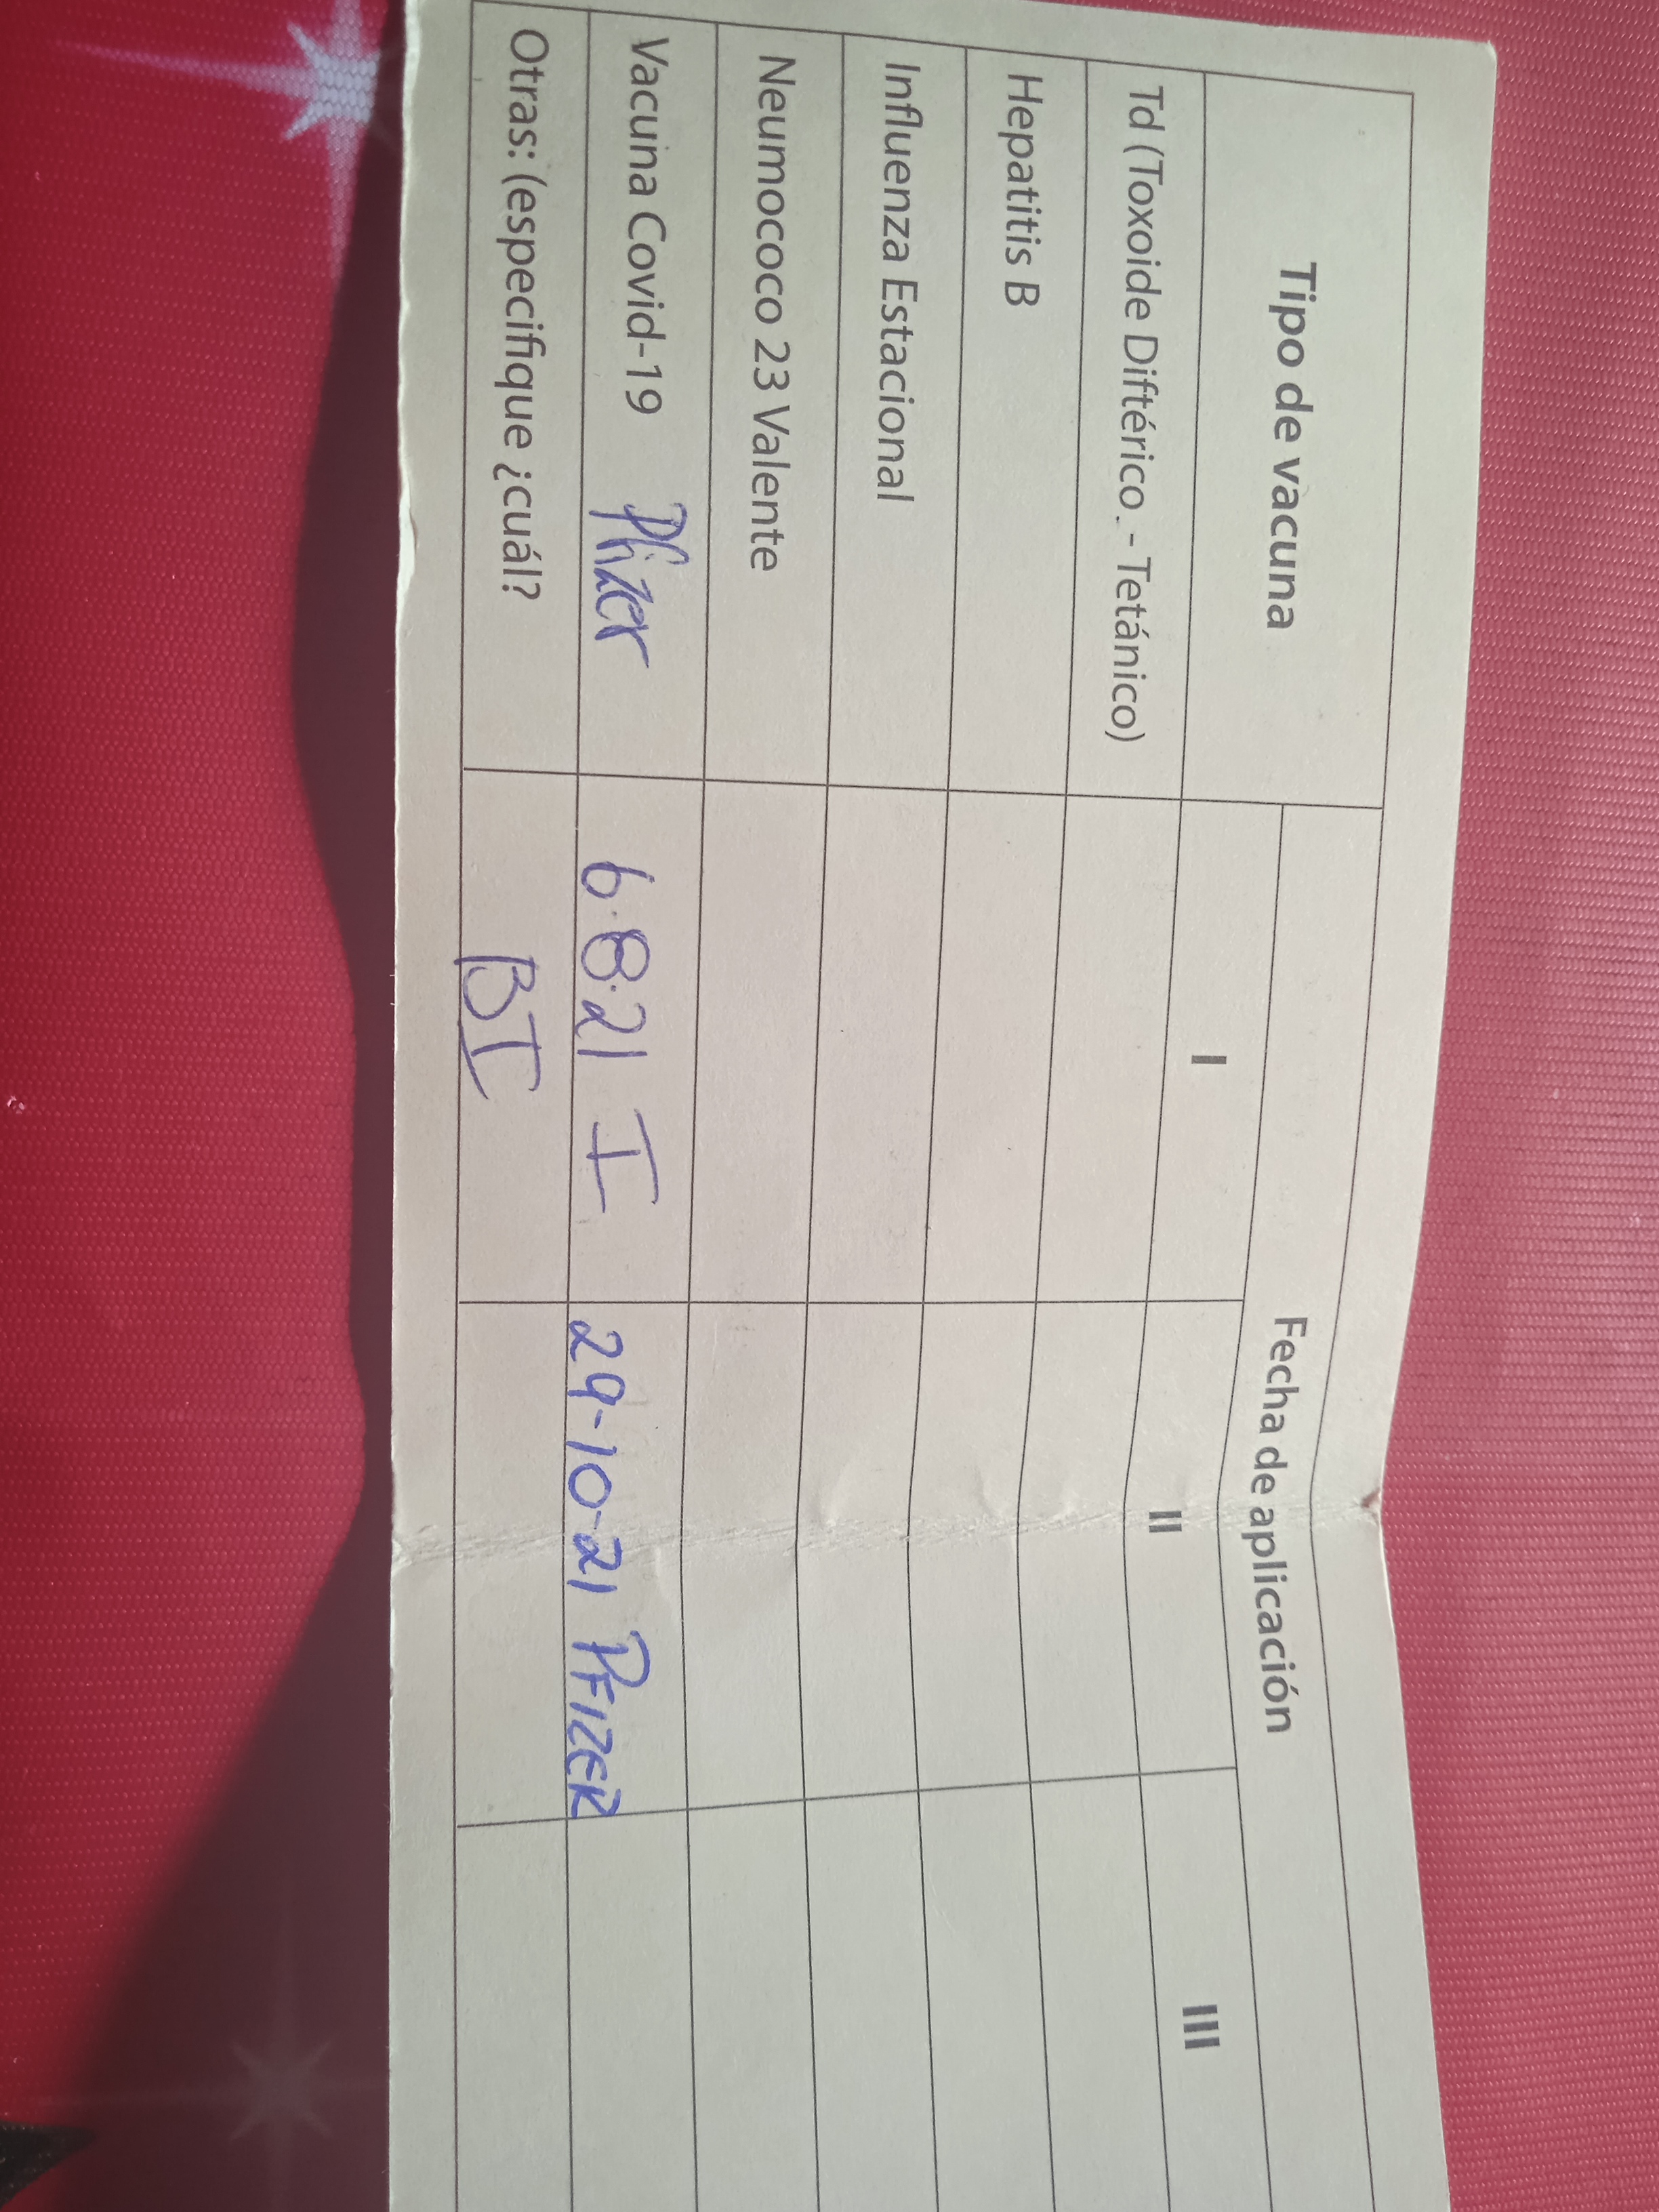 Tipo de vacuna
Fecha de aplicación
I II III
Td (Toxoide Diftérico. - Tetánico)
Hepatitis B
Influenza Estacional
Neumococo 23 Valente
Vacuna Covid-19 Pfizer 6·8·21 I 29-10-21 PFIZER
Otras: (especifique ¿cuál? BI